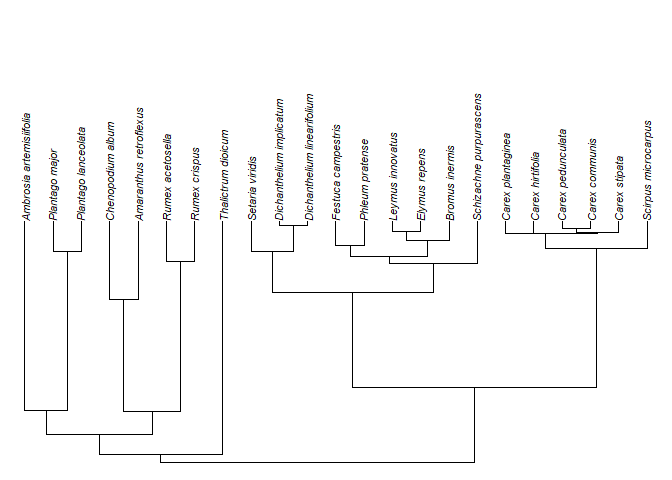 Ambrosia artemisiifolia
Plantago major
Plantago lanceolata
Chenopodium album
Amaranthus retroflexus
Rumex acetosella
Rumex crispus
Thalictrum dioicum
Setaria viridis
Dichanthelium implicatum
Dichanthelium linearifolium
Festuca campestris
Phleum pratense
Leymus innovatus
Elymus repens
Bromus inermis
Schizachne purpurascens
Carex plantaginea
Carex hirtifolia
Carex pedunculata
Carex communis
Carex stipata
Scirpus microcarpus